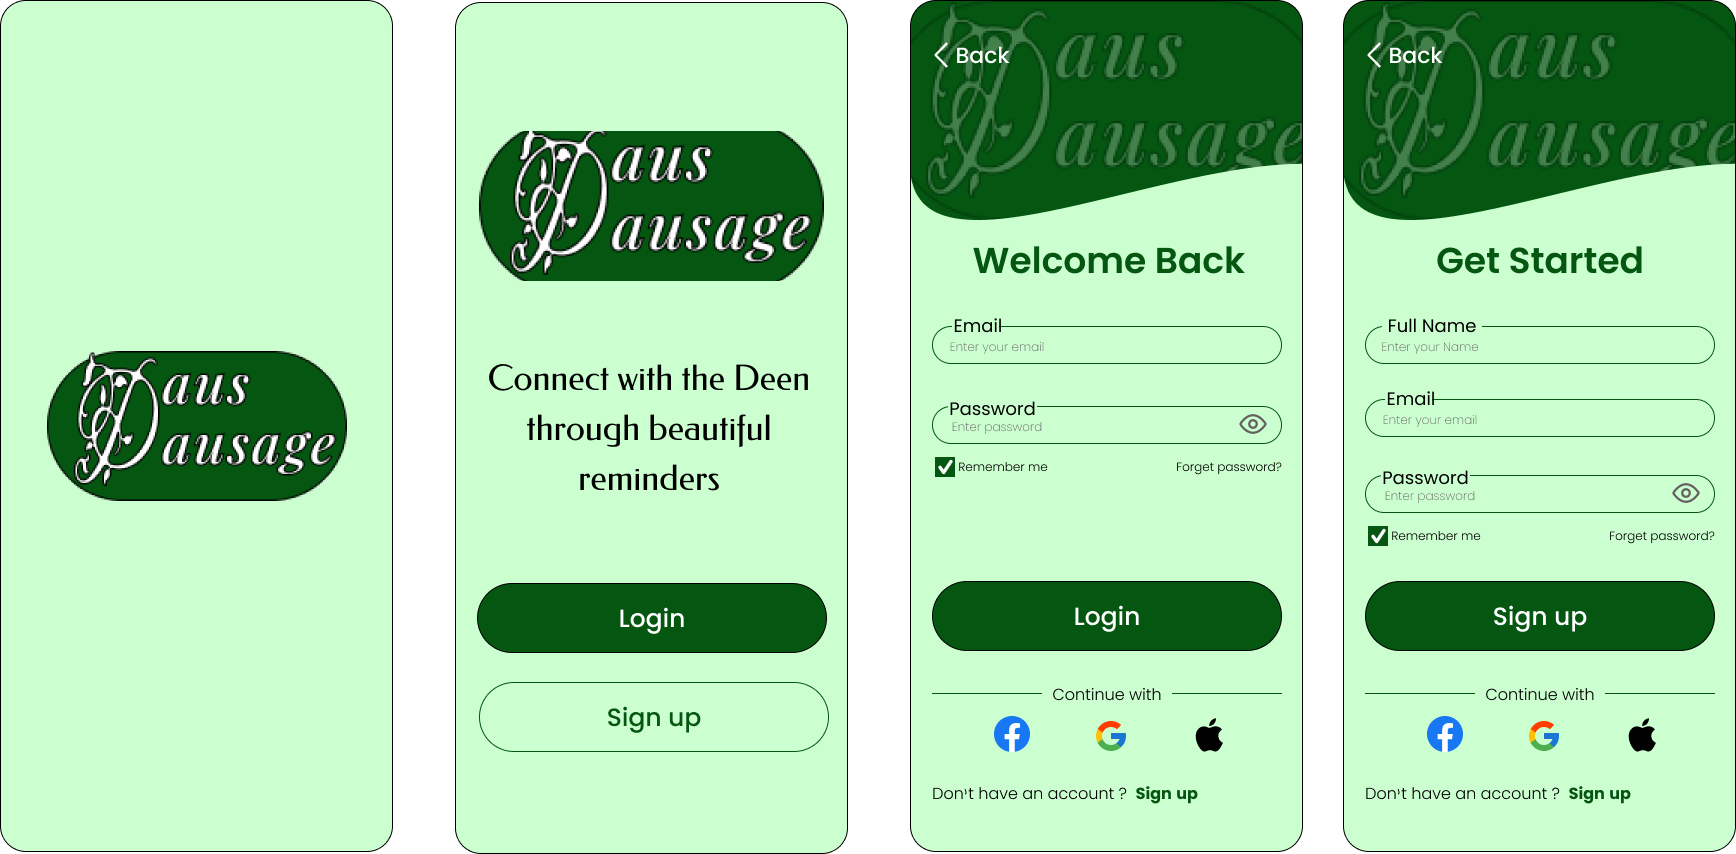 Daus
Dausage
Daus
Dausage
Connect with the Deen
through beautiful
reminders
Login
Sign up
Daus
Dausage
Back
Welcome Back
Email
Enter your email
Password
Enter password
Remember me
Forget password?
Login
Continue with
Don't have an account ? Sign up
Daus
Dausage
Back
Get Started
Full Name
Enter your Name
Email
Enter your email
Password
Enter password
Remember me
Forget password?
Sign up
Continue with
Don't have an account ? Sign up